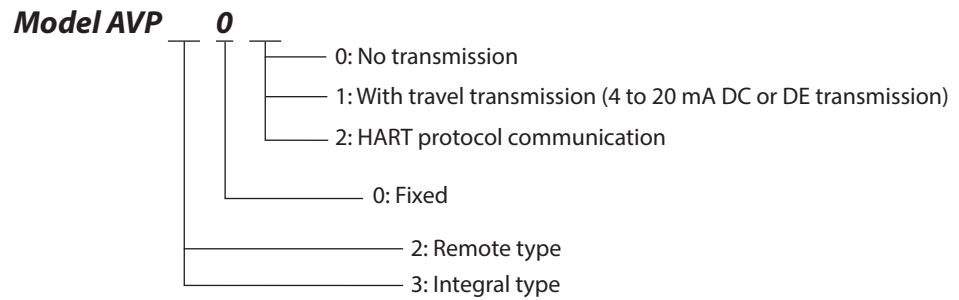 Model AVP 0
0: No transmission
1: With travel transmission (4 to 20 mA DC or DE transmission)
2: HART protocol communication
0: Fixed
2: Remote type
3: Integral type